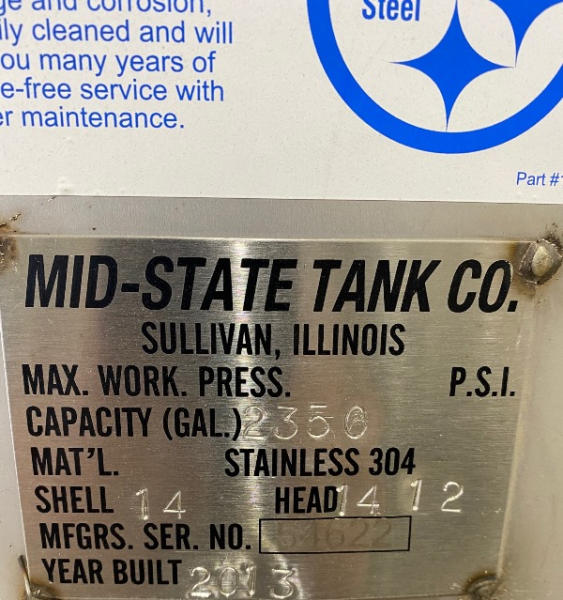 Steel
ge and corrosion,
ily cleaned and will
ou many years of
e-free service with
er maintenance.
Part #
MID-STATE TANK CO.
SULLIVAN, ILLINOIS
MAX. WORK. PRESS. P.S.I.
CAPACITY (GAL.) 2350
MAT'L. STAINLESS 304
SHELL 14 HEAD 14 12
MFGRS. SER. NO. 64622
YEAR BUILT 2013